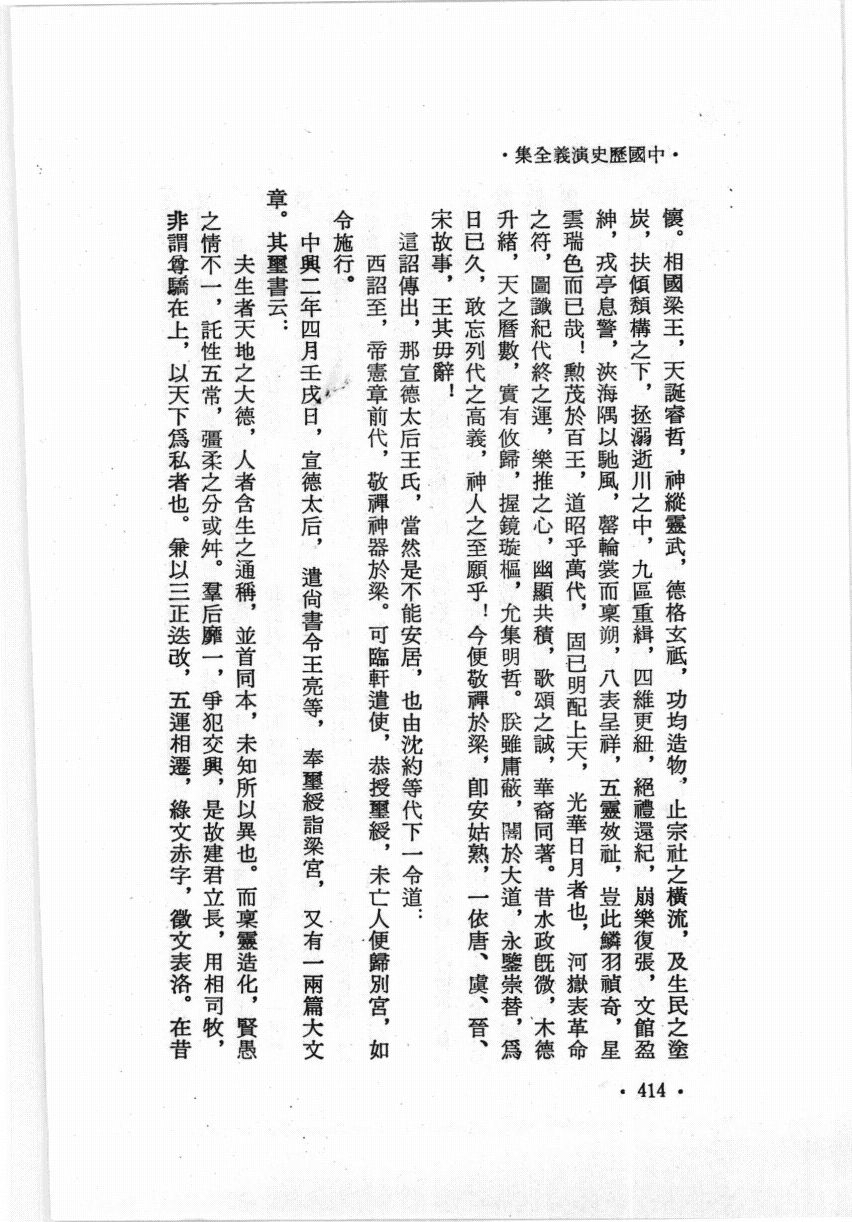 ・中國歷史演義全集・
懷。相國梁王，天誕睿哲，神縱靈武，德格玄祇，功均造物，止宗社之橫流，及生民之塗
炭，扶傾頹構之下，拯溺逝川之中，九區重緝，四維更紐，絕禮還紀，崩樂復張，文館盈
紳，戎亭息警，浹海隅以馳風，罄輪裳而稟朔，八表呈祥，五靈效祉，豈此鱗羽禎奇，星
雲瑞色而已哉！勳茂於百王，道昭乎萬代，固已明配上天，光華日月者也，河嶽表革命
之符，圖讖紀代終之運，樂推之心，幽顯共積，歌頌之誠，華裔同著。昔水政既微，木德
升緒，天之曆數，實有攸歸，握鏡璇樞，允集明哲。朕雖庸蔽，闇於大道，永鑒崇替，爲
日已久，敢忘列代之高義，神人之至願乎！今便敬禪於梁，卽安姑熟，一依唐、虞、晉、
宋故事，王其毋辭！
這詔傳出，那宣德太后王氏，當然是不能安居，也由沈約等代下一令道：
西詔至，帝憲章前代，敬禪神器於梁。可臨軒遣使，恭授璽綬，未亡人便歸別宮，如
令施行。
中興二年四月壬戌日，宣德太后，遣尙書令王亮等，奉璽綬詣梁宮，又有一兩篇大文
章。其璽書云：
夫生者天地之大德，人者含生之通稱，並首同本，未知所以異也。而稟靈造化，賢愚
之情不一，託性五常，彊柔之分或舛。羣后靡一，爭犯交興，是故建君立長，用相司牧，
非謂尊驕在上，以天下爲私者也。兼以三正迭改，五運相遷，綠文赤字，徵文表洛。在昔
・414・